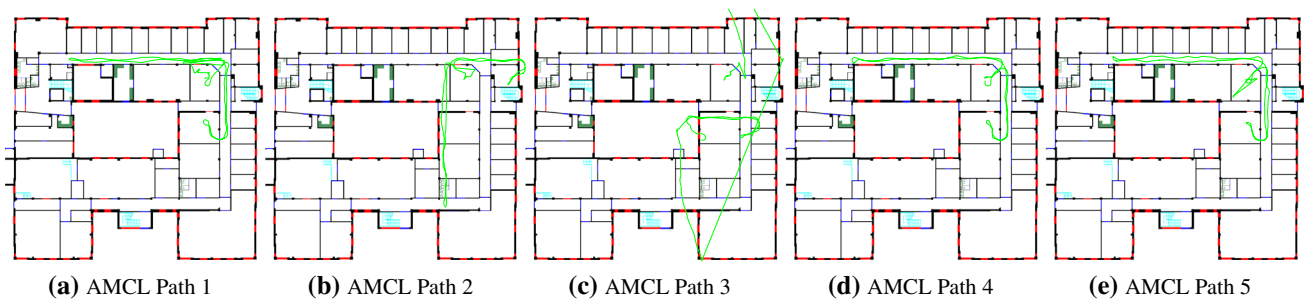 (a) AMCL Path 1
(b) AMCL Path 2
(c) AMCL Path 3
(d) AMCL Path 4
(e) AMCL Path 5